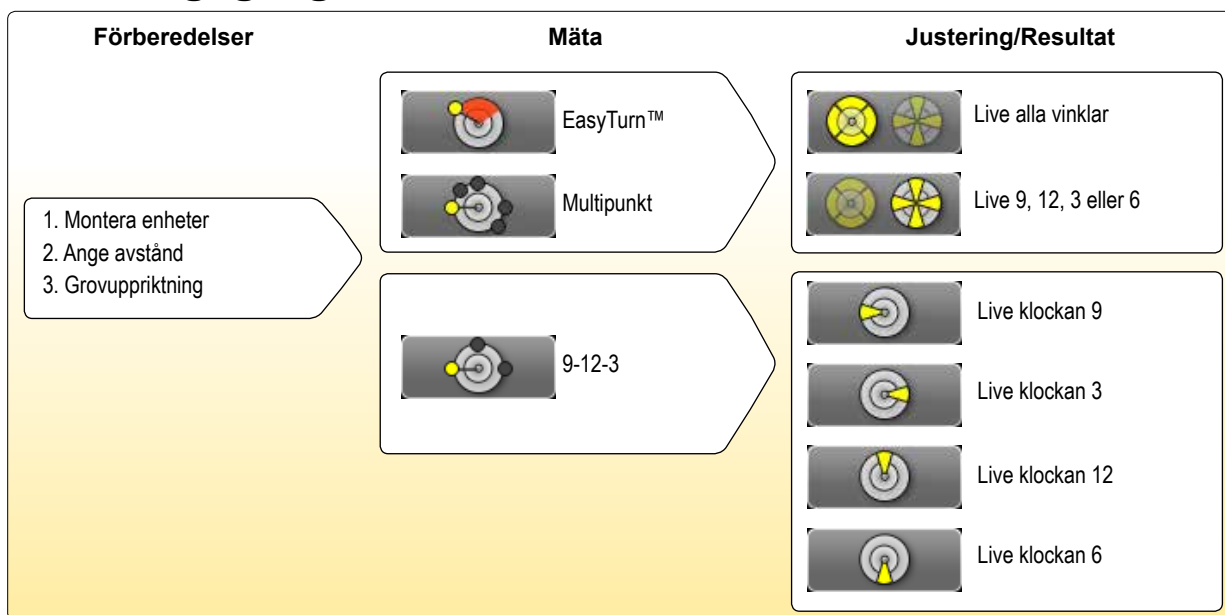 Förberedelser
Mäta
Justering/Resultat
1. Montera enheter
2. Ange avstånd
3. Grovuppriktning
EasyTurn™
Multipunkt
9-12-3
Live alla vinklar
Live 9, 12, 3 eller 6
Live klockan 9
Live klockan 3
Live klockan 12
Live klockan 6